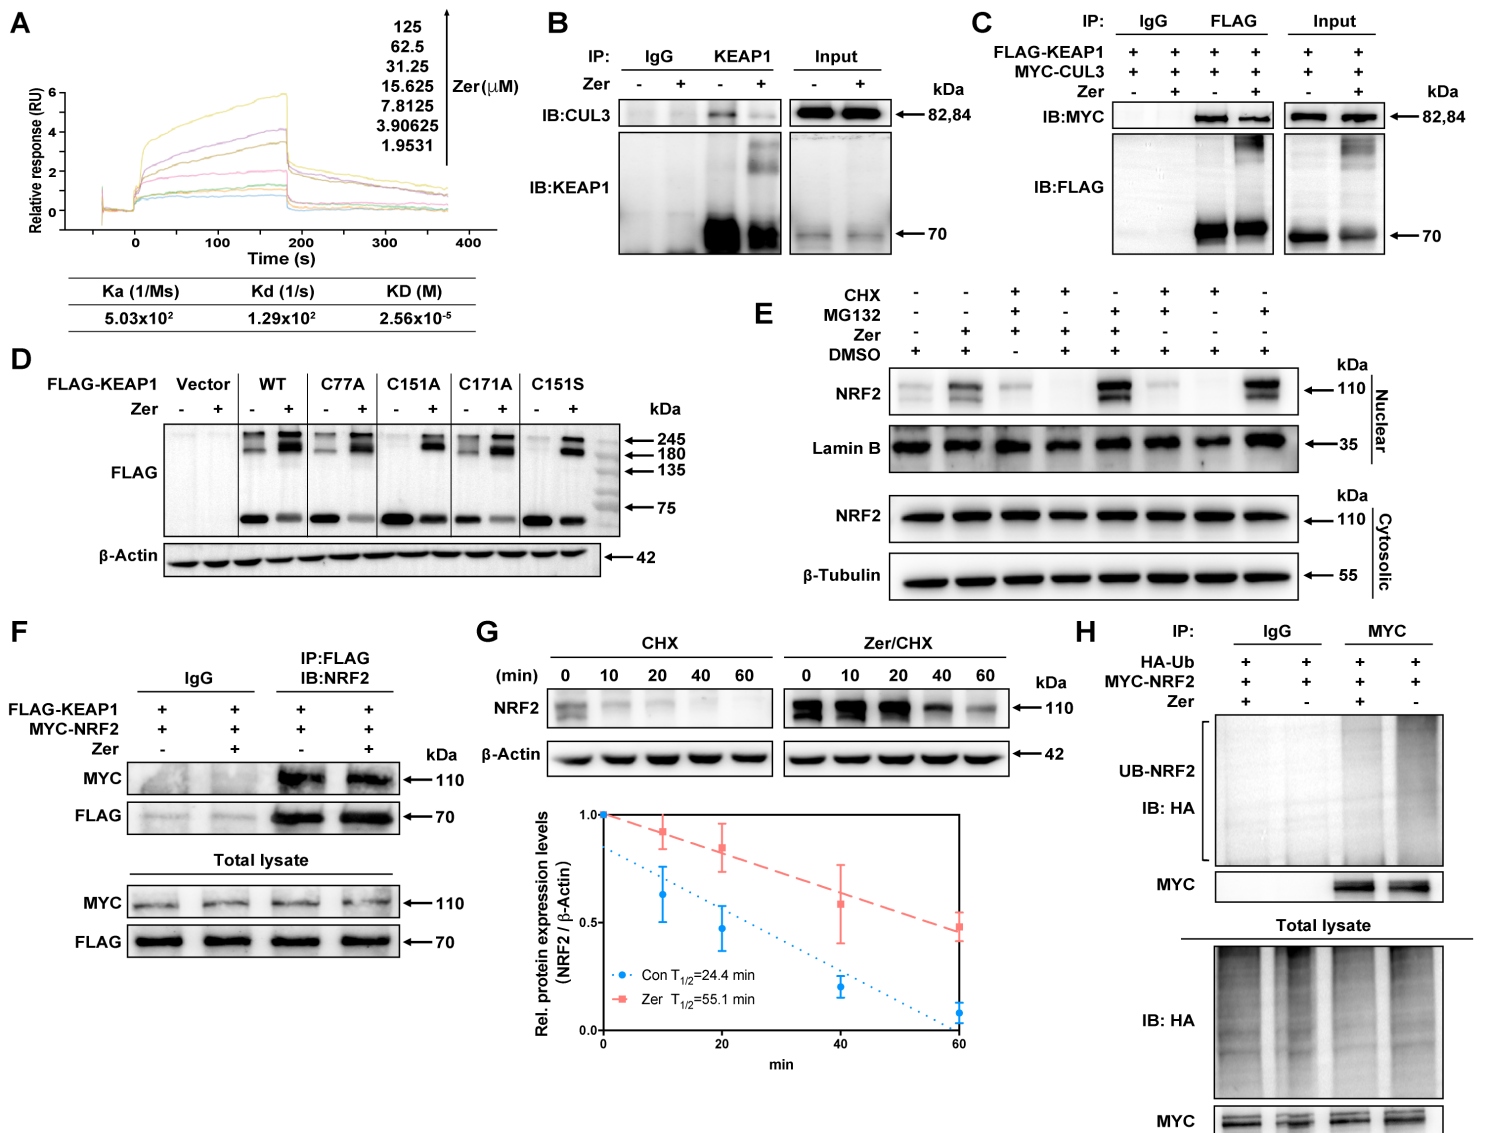 A
125
62.5
31.25
15.625
7.8125
3.90625
1.9531
Zer(μM)
Relative response (RU)
6
4
2
0
0 100 200 300 400
Time (s)
Ka (1/Ms) Kd (1/s) KD (M)
5.03x10² 1.29x10² 2.56x10⁻⁵
B
IP: IgG KEAP1 Input
Zer - + - + - +
kDa
IB:CUL3 82,84
IB:KEAP1 70
C
IP: IgG FLAG Input
FLAG-KEAP1 + + + + + +
MYC-CUL3 + + + + + +
Zer - + - + - +
kDa
IB:MYC 82,84
IB:FLAG 70
D
FLAG-KEAP1 Vector WT C77A C151A C171A C151S
Zer - + - + - + - + - + - +
kDa
FLAG
245
180
135
75
β-Actin 42
E
CHX - - + + - + + -
MG132 - - + - + + - +
Zer - + + + + - - -
DMSO + + - + + + + +
kDa
NRF2 110
Lamin B 35
Nuclear
kDa
NRF2 110
β-Tubulin 55
Cytosolic
F
IP:FLAG
IgG IB:NRF2
FLAG-KEAP1 + + + +
MYC-NRF2 + + + +
Zer - + - +
kDa
MYC 110
FLAG 70
Total lysate
MYC 110
FLAG 70
G
CHX Zer/CHX
(min) 0 10 20 40 60 0 10 20 40 60
kDa
NRF2 110
β-Actin 42
Rel. protein expression levels
(NRF2 / β-Actin)
1.0
0.5
0.0
Con T1/2=24.4 min
Zer T1/2=55.1 min
0 20 40 60
min
H
IP: IgG MYC
HA-Ub + + + +
MYC-NRF2 + + + +
Zer + - + -
UB-NRF2
IB: HA
MYC
Total lysate
IB: HA
MYC